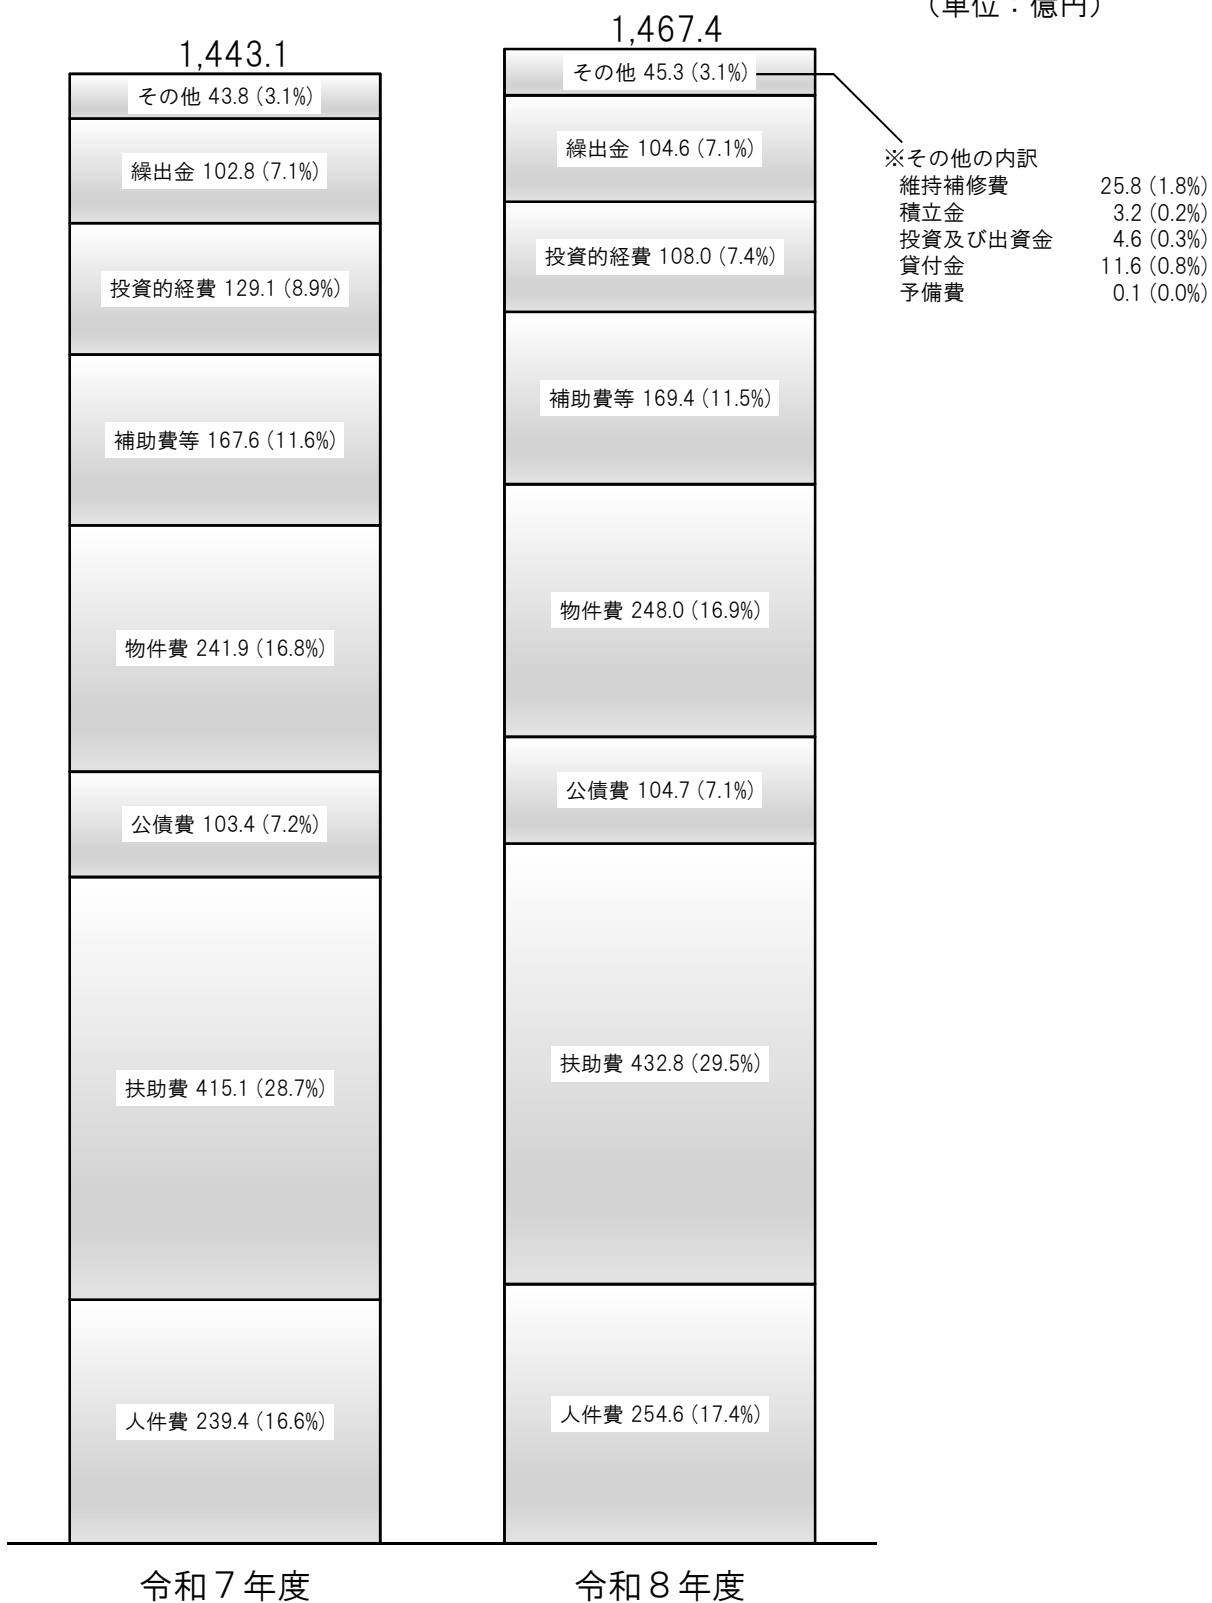 （単位：億円）
1,443.1
その他 43.8 (3.1%)
繰出金 102.8 (7.1%)
投資的経費 129.1 (8.9%)
補助費等 167.6 (11.6%)
物件費 241.9 (16.8%)
公債費 103.4 (7.2%)
扶助費 415.1 (28.7%)
人件費 239.4 (16.6%)
令和７年度
1,467.4
その他 45.3 (3.1%)
繰出金 104.6 (7.1%)
投資的経費 108.0 (7.4%)
補助費等 169.4 (11.5%)
物件費 248.0 (16.9%)
公債費 104.7 (7.1%)
扶助費 432.8 (29.5%)
人件費 254.6 (17.4%)
令和８年度
※その他の内訳
維持補修費 25.8 (1.8%)
積立金 3.2 (0.2%)
投資及び出資金 4.6 (0.3%)
貸付金 11.6 (0.8%)
予備費 0.1 (0.0%)